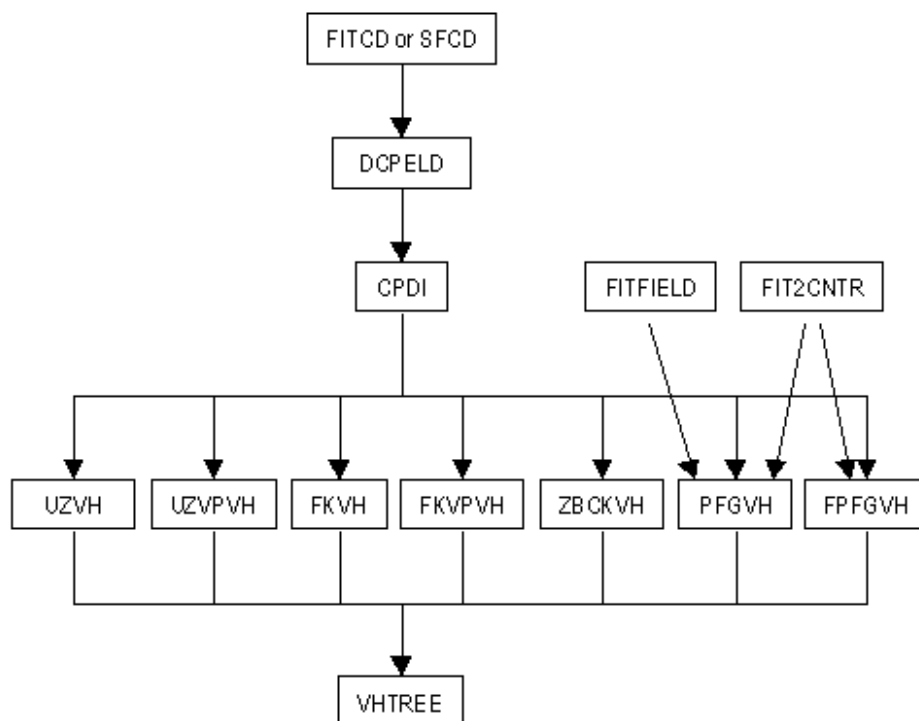 FITCD or SFCD
DCPELD
CPDI
FITFIELD
FIT2CNTR
UZVH
UZVPVH
FKVH
FKVPVH
ZBCKVH
PFGVH
FPFGVH
VHTREE